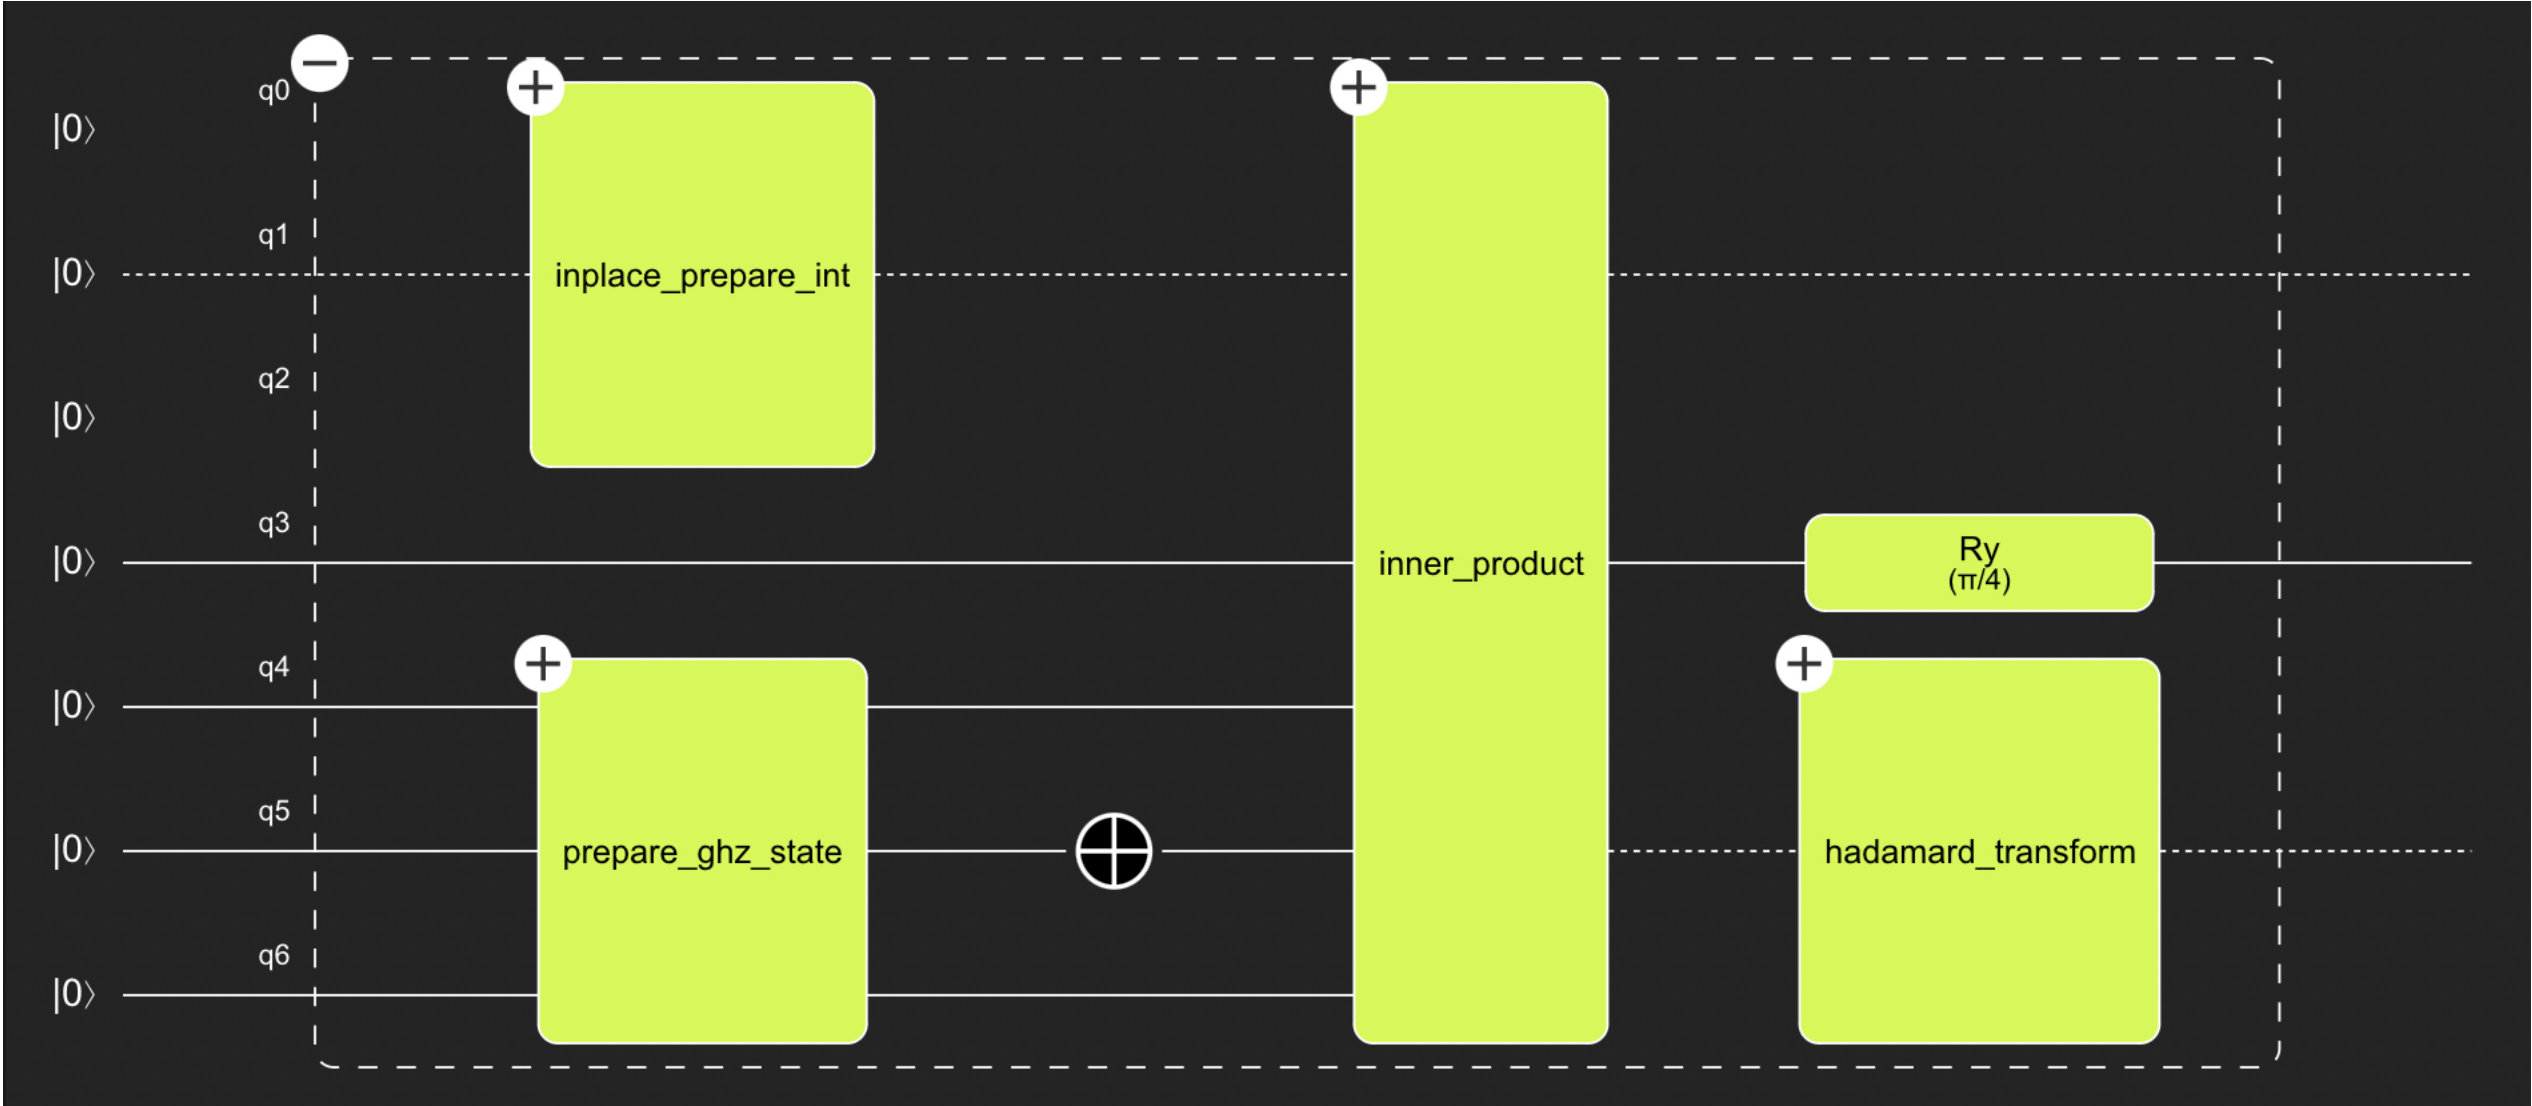 q0
|0⟩
q1
|0⟩
inplace_prepare_int
q2
|0⟩
q3
|0⟩
inner_product
Ry
(π/4)
q4
|0⟩
q5
|0⟩
prepare_ghz_state
hadamard_transform
q6
|0⟩